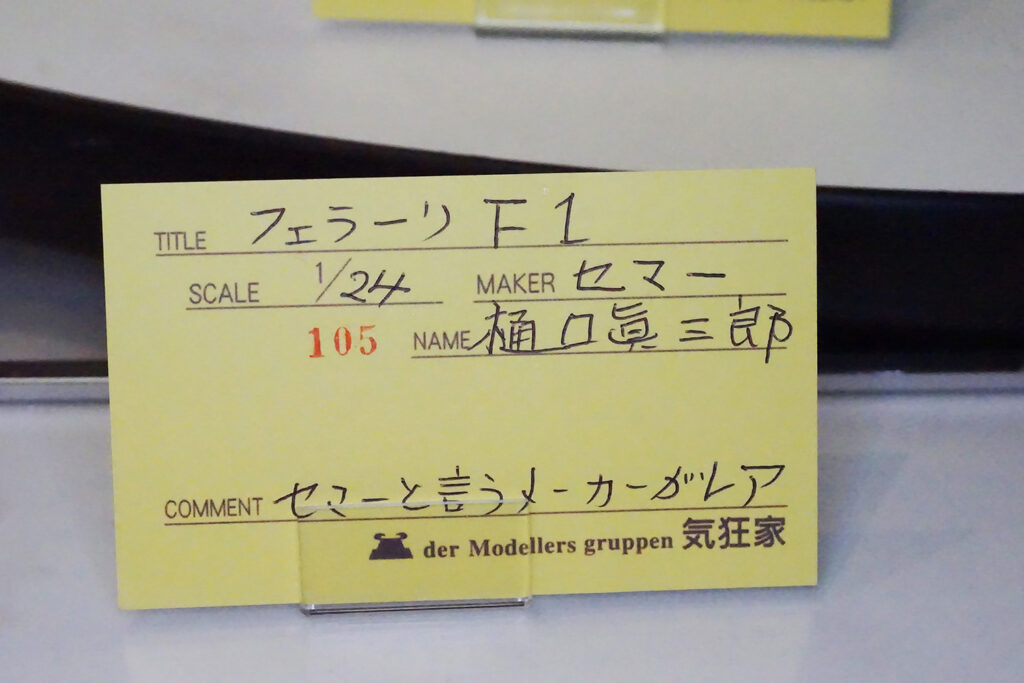 TITLE フェラーリ F1
SCALE 1/24 MAKER セマー
105 NAME 樋口眞三郎
COMMENT セマーと言うメーカーがレア
der Modellers gruppen 気狂家